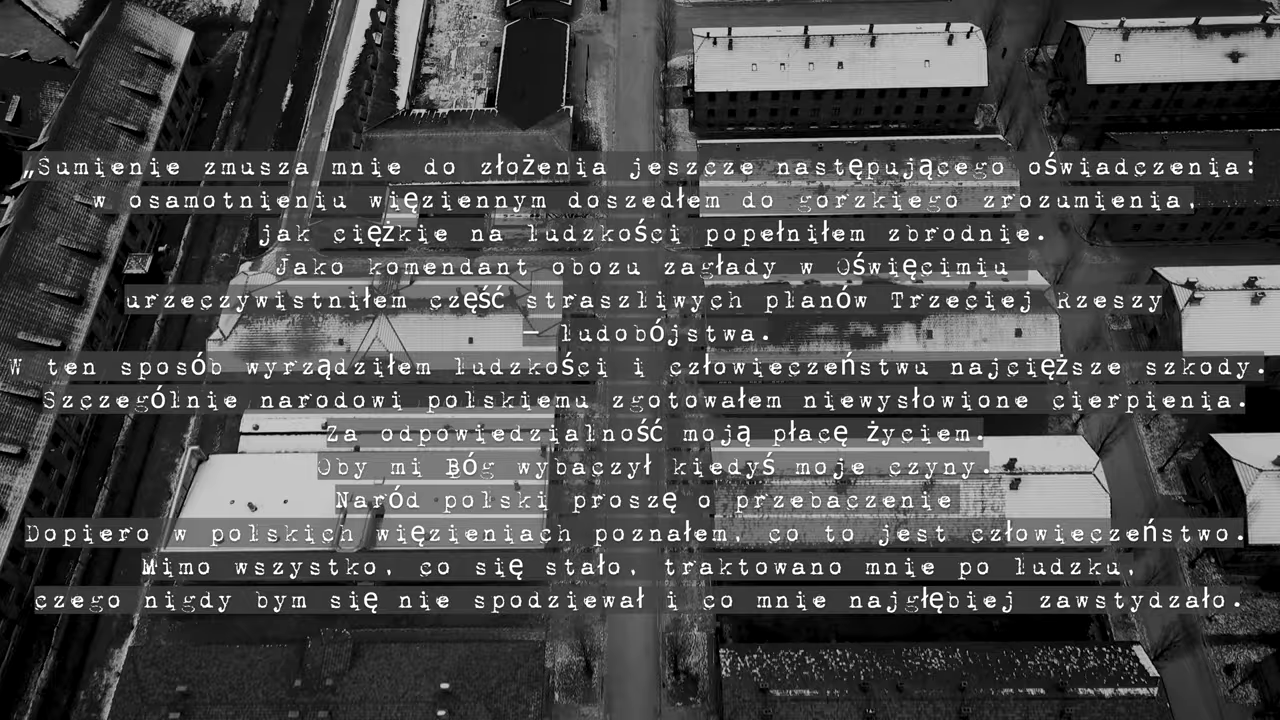 „Sumienie zmusza mnie do złożenia jeszcze następującego oświadczenia:
w osamotnieniu więziennym doszedłem do gorzkiego zrozumienia,
jak ciężkie na ludzkości popełniłem zbrodnie.
Jako komendant obozu zagłady w Oświęcimiu
urzeczywistniłem część straszliwych planów Trzeciej Rzeszy
– ludobójstwa.
W ten sposób wyrządziłem ludzkości i człowieczeństwu najcięższe szkody.
Szczególnie narodowi polskiemu zgotowałem niewysłowione cierpienia.
Za odpowiedzialność moją płacę życiem.
Oby mi Bóg wybaczył kiedyś moje czyny.
Naród polski proszę o przebaczenie
Dopiero w polskich więzieniach poznałem, co to jest człowieczeństwo.
Mimo wszystko, co się stało, traktowano mnie po ludzku,
czego nigdy bym się nie spodziewał i co mnie najgłębiej zawstydzało.